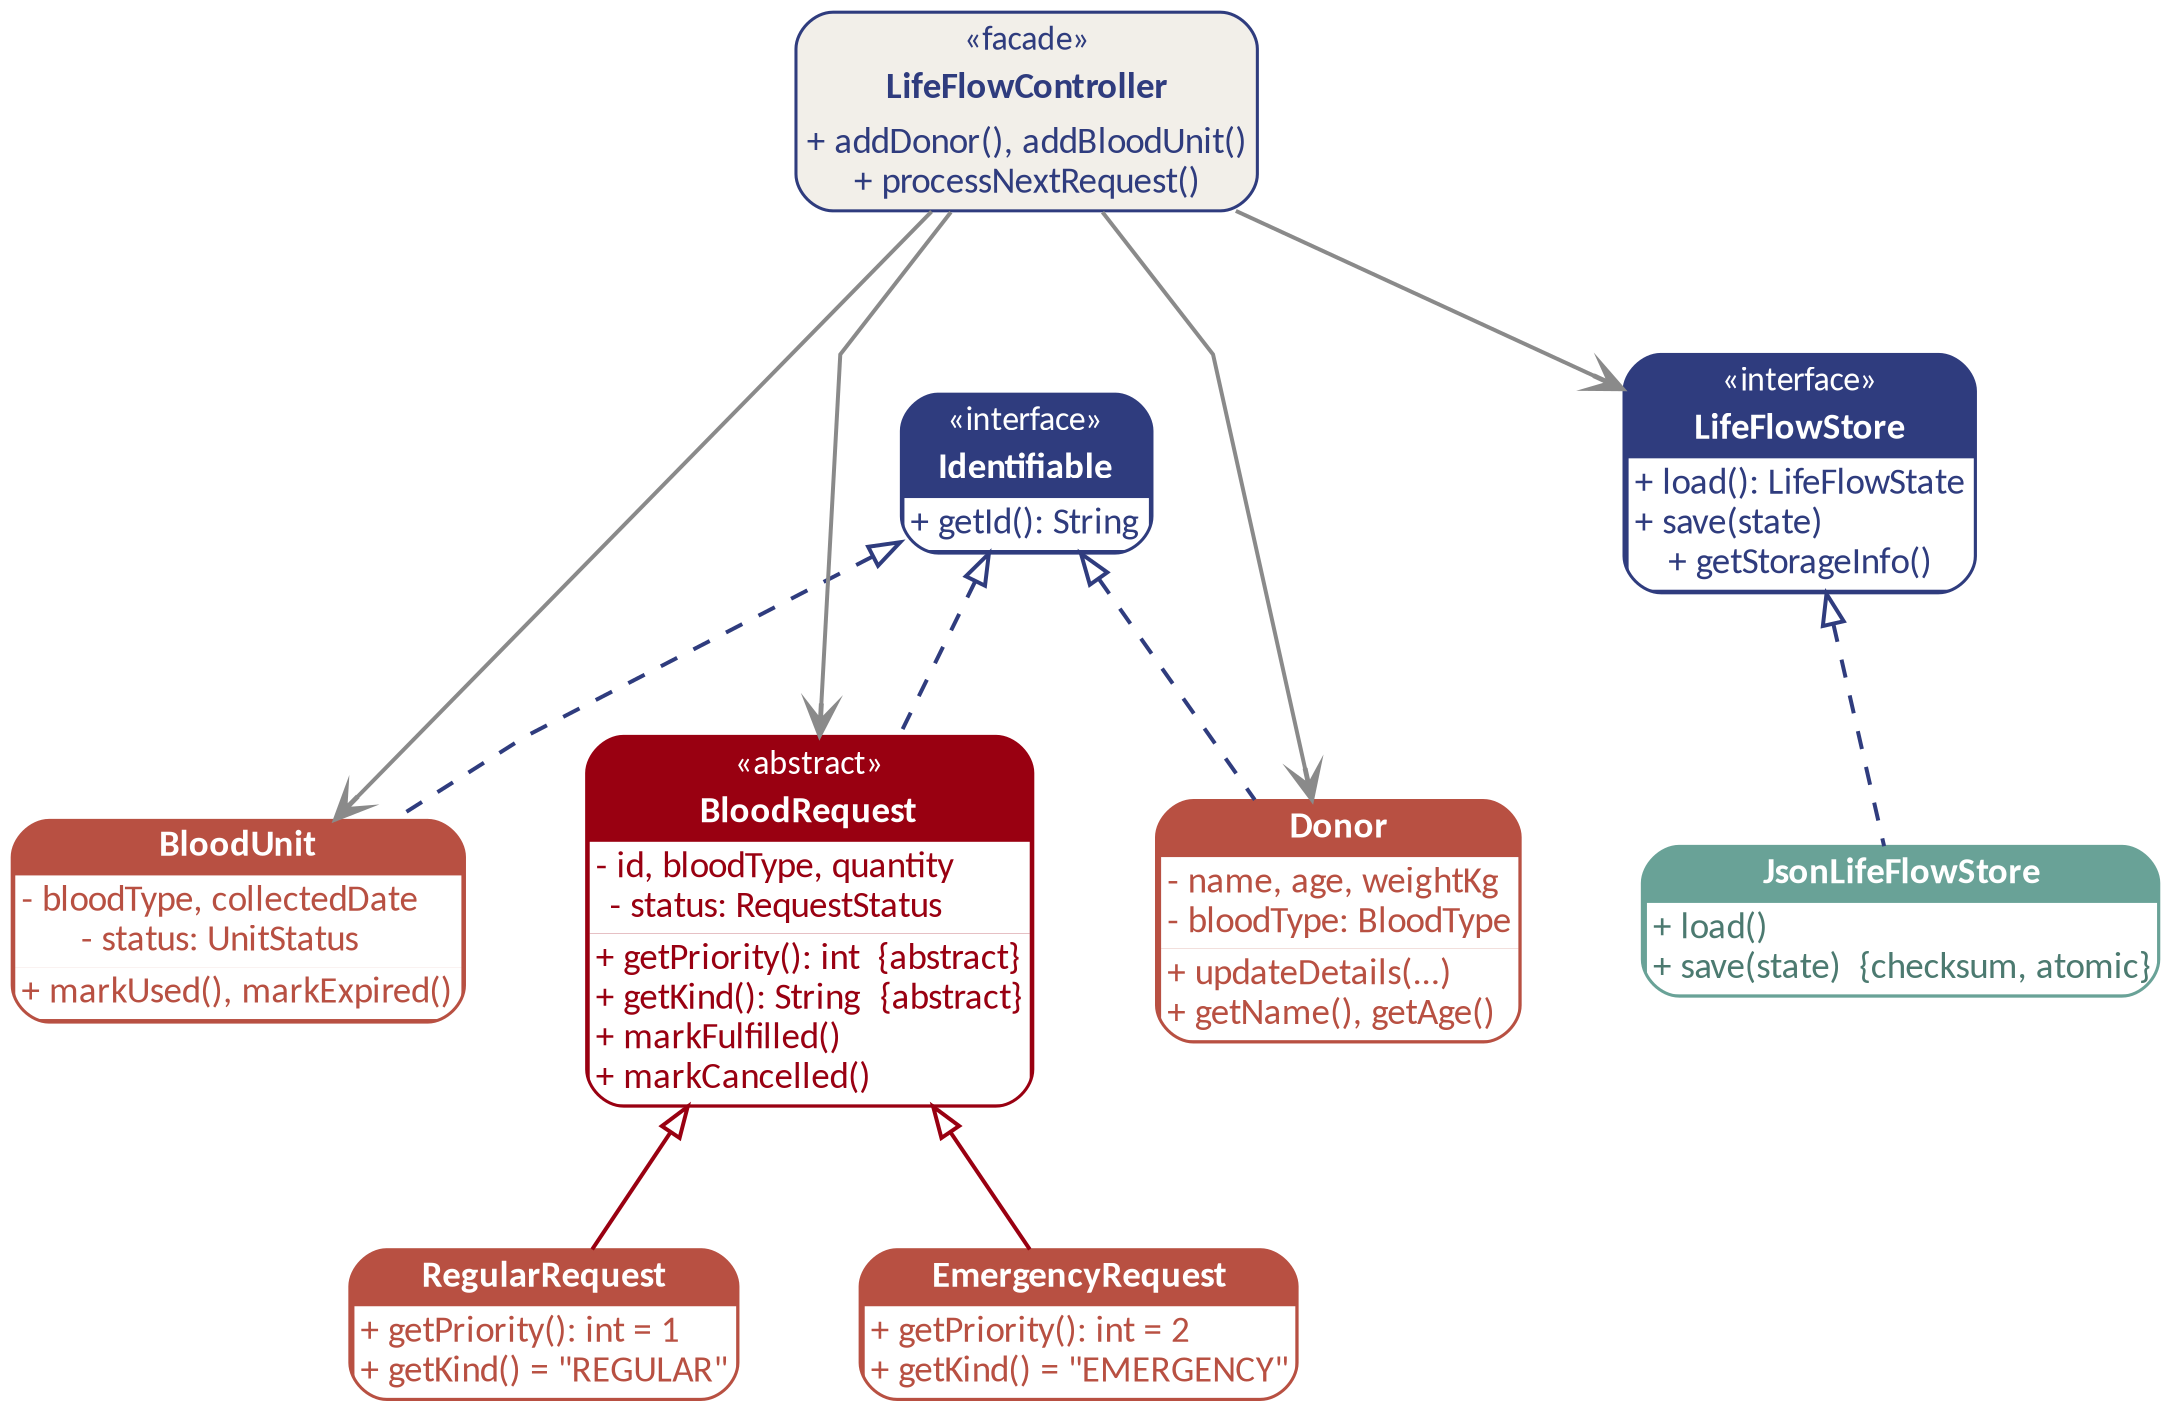 «facade»
LifeFlowController
+ addDonor(), addBloodUnit()
+ processNextRequest()
«interface»
Identifiable
+ getId(): String
«interface»
LifeFlowStore
+ load(): LifeFlowState
+ save(state)
+ getStorageInfo()
BloodUnit
- bloodType, collectedDate
- status: UnitStatus
+ markUsed(), markExpired()
«abstract»
BloodRequest
- id, bloodType, quantity
- status: RequestStatus
+ getPriority(): int {abstract}
+ getKind(): String {abstract}
+ markFulfilled()
+ markCancelled()
Donor
- name, age, weightKg
- bloodType: BloodType
+ updateDetails(...)
+ getName(), getAge()
JsonLifeFlowStore
+ load()
+ save(state) {checksum, atomic}
RegularRequest
+ getPriority(): int = 1
+ getKind() = "REGULAR"
EmergencyRequest
+ getPriority(): int = 2
+ getKind() = "EMERGENCY"